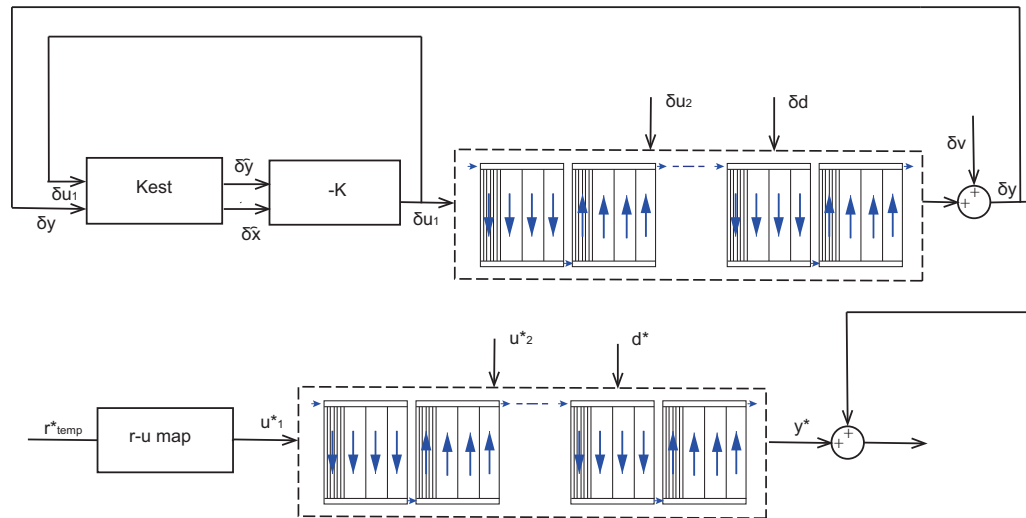 δu₂
δd
δv
δŷ
Kest
-K
δu₁
δy
δx̂
δu₁
δy
+
+
u*₂
d*
r*temp
r-u map
u*₁
y*
+
+